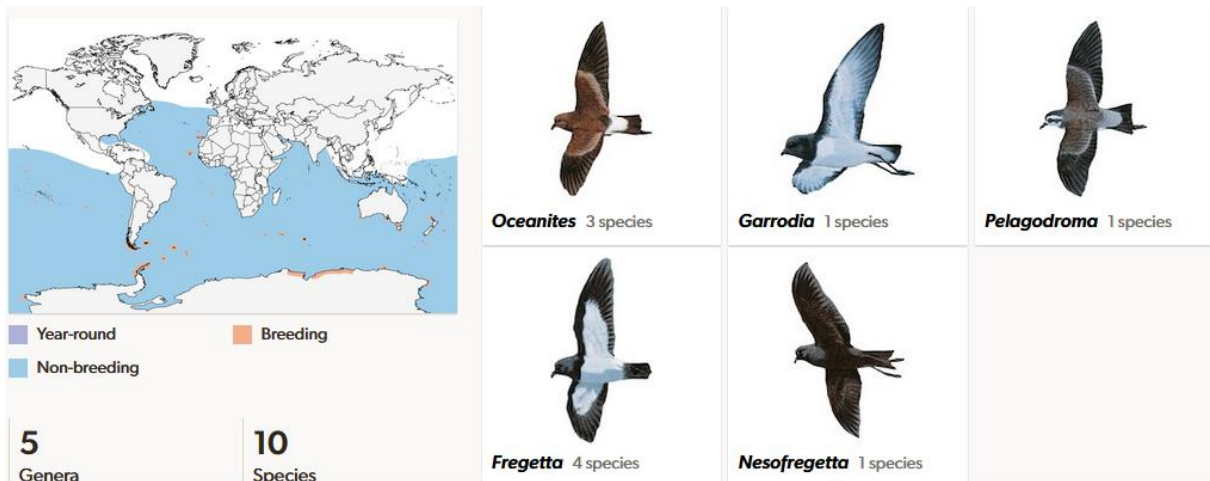 Oceanites 3 species
Garrodia 1 species
Pelagodroma 1 species
Year-round
Breeding
Non-breeding
5
Genera
10
Species
Fregetta 4 species
Nesofregetta 1 species